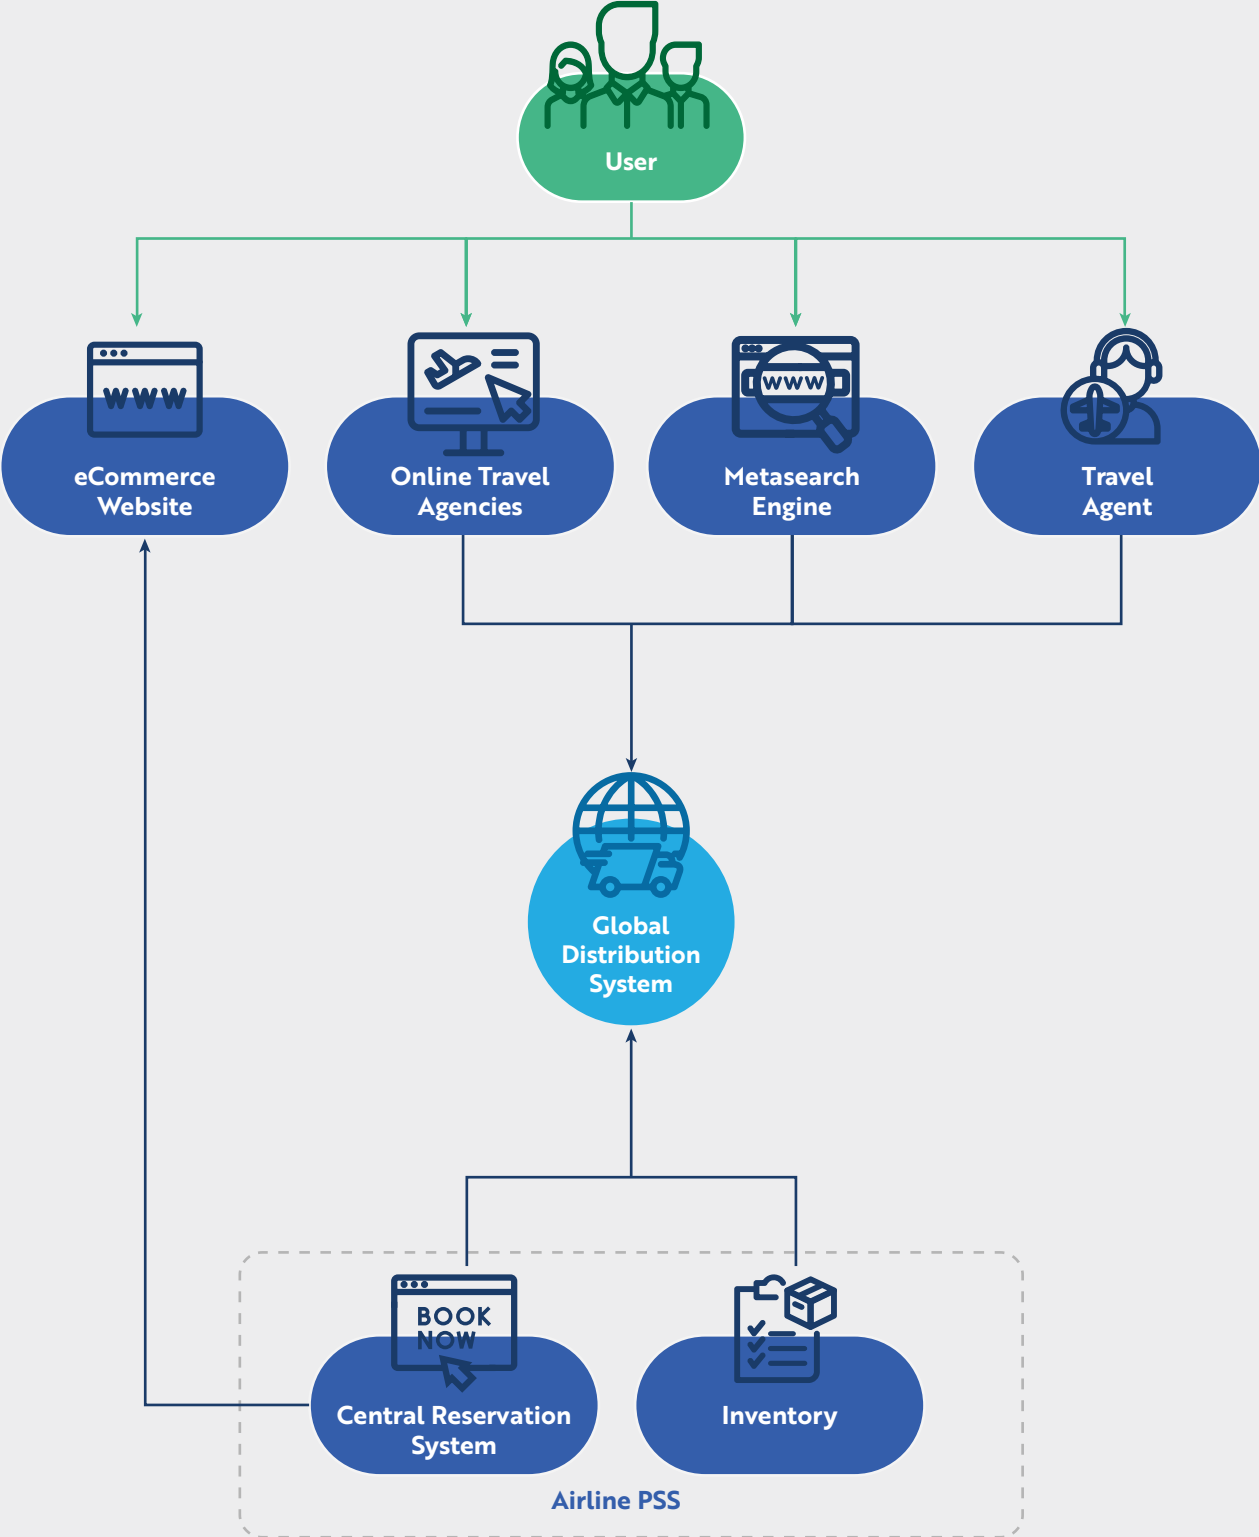 User
WWW
WWW
eCommerce
Website
Online Travel
Agencies
Metasearch
Engine
Travel
Agent
Global
Distribution
System
BOOK
NOW
Central Reservation
System
Inventory
Airline PSS